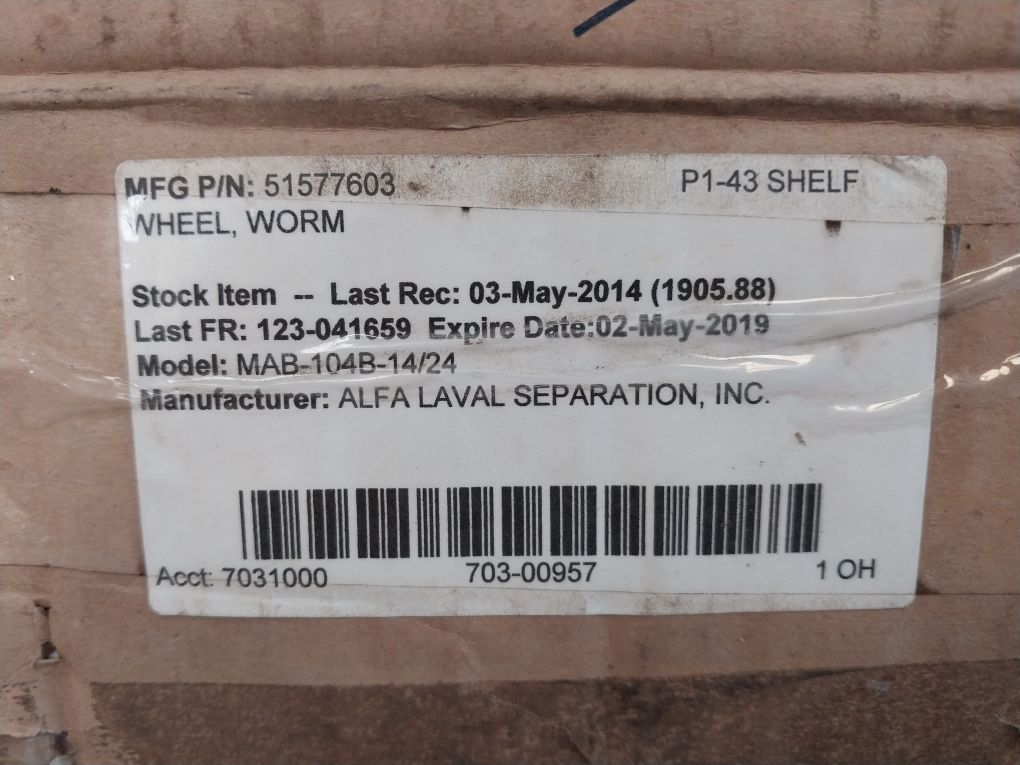 MFG P/N: 51577603 P1-43 SHELF
WHEEL, WORM
Stock Item -- Last Rec: 03-May-2014 (1905.88)
Last FR: 123-041659 Expire Date:02-May-2019
Model: MAB-104B-14/24
Manufacturer: ALFA LAVAL SEPARATION, INC.
Acct: 7031000 703-00957 1 OH